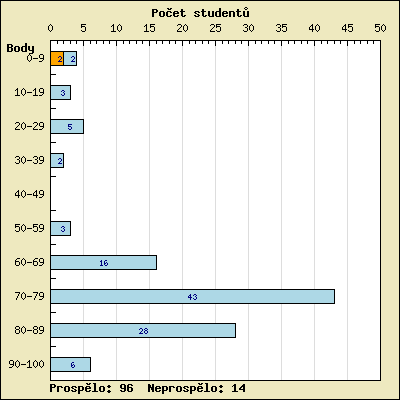 Počet studentů
0 5 10 15 20 25 30 35 40 45 50
Body
0-9 2 2
10-19 3
20-29 5
30-39 2
40-49
50-59 3
60-69 16
70-79 43
80-89 28
90-100 6
Prospělo: 96 Neprospělo: 14